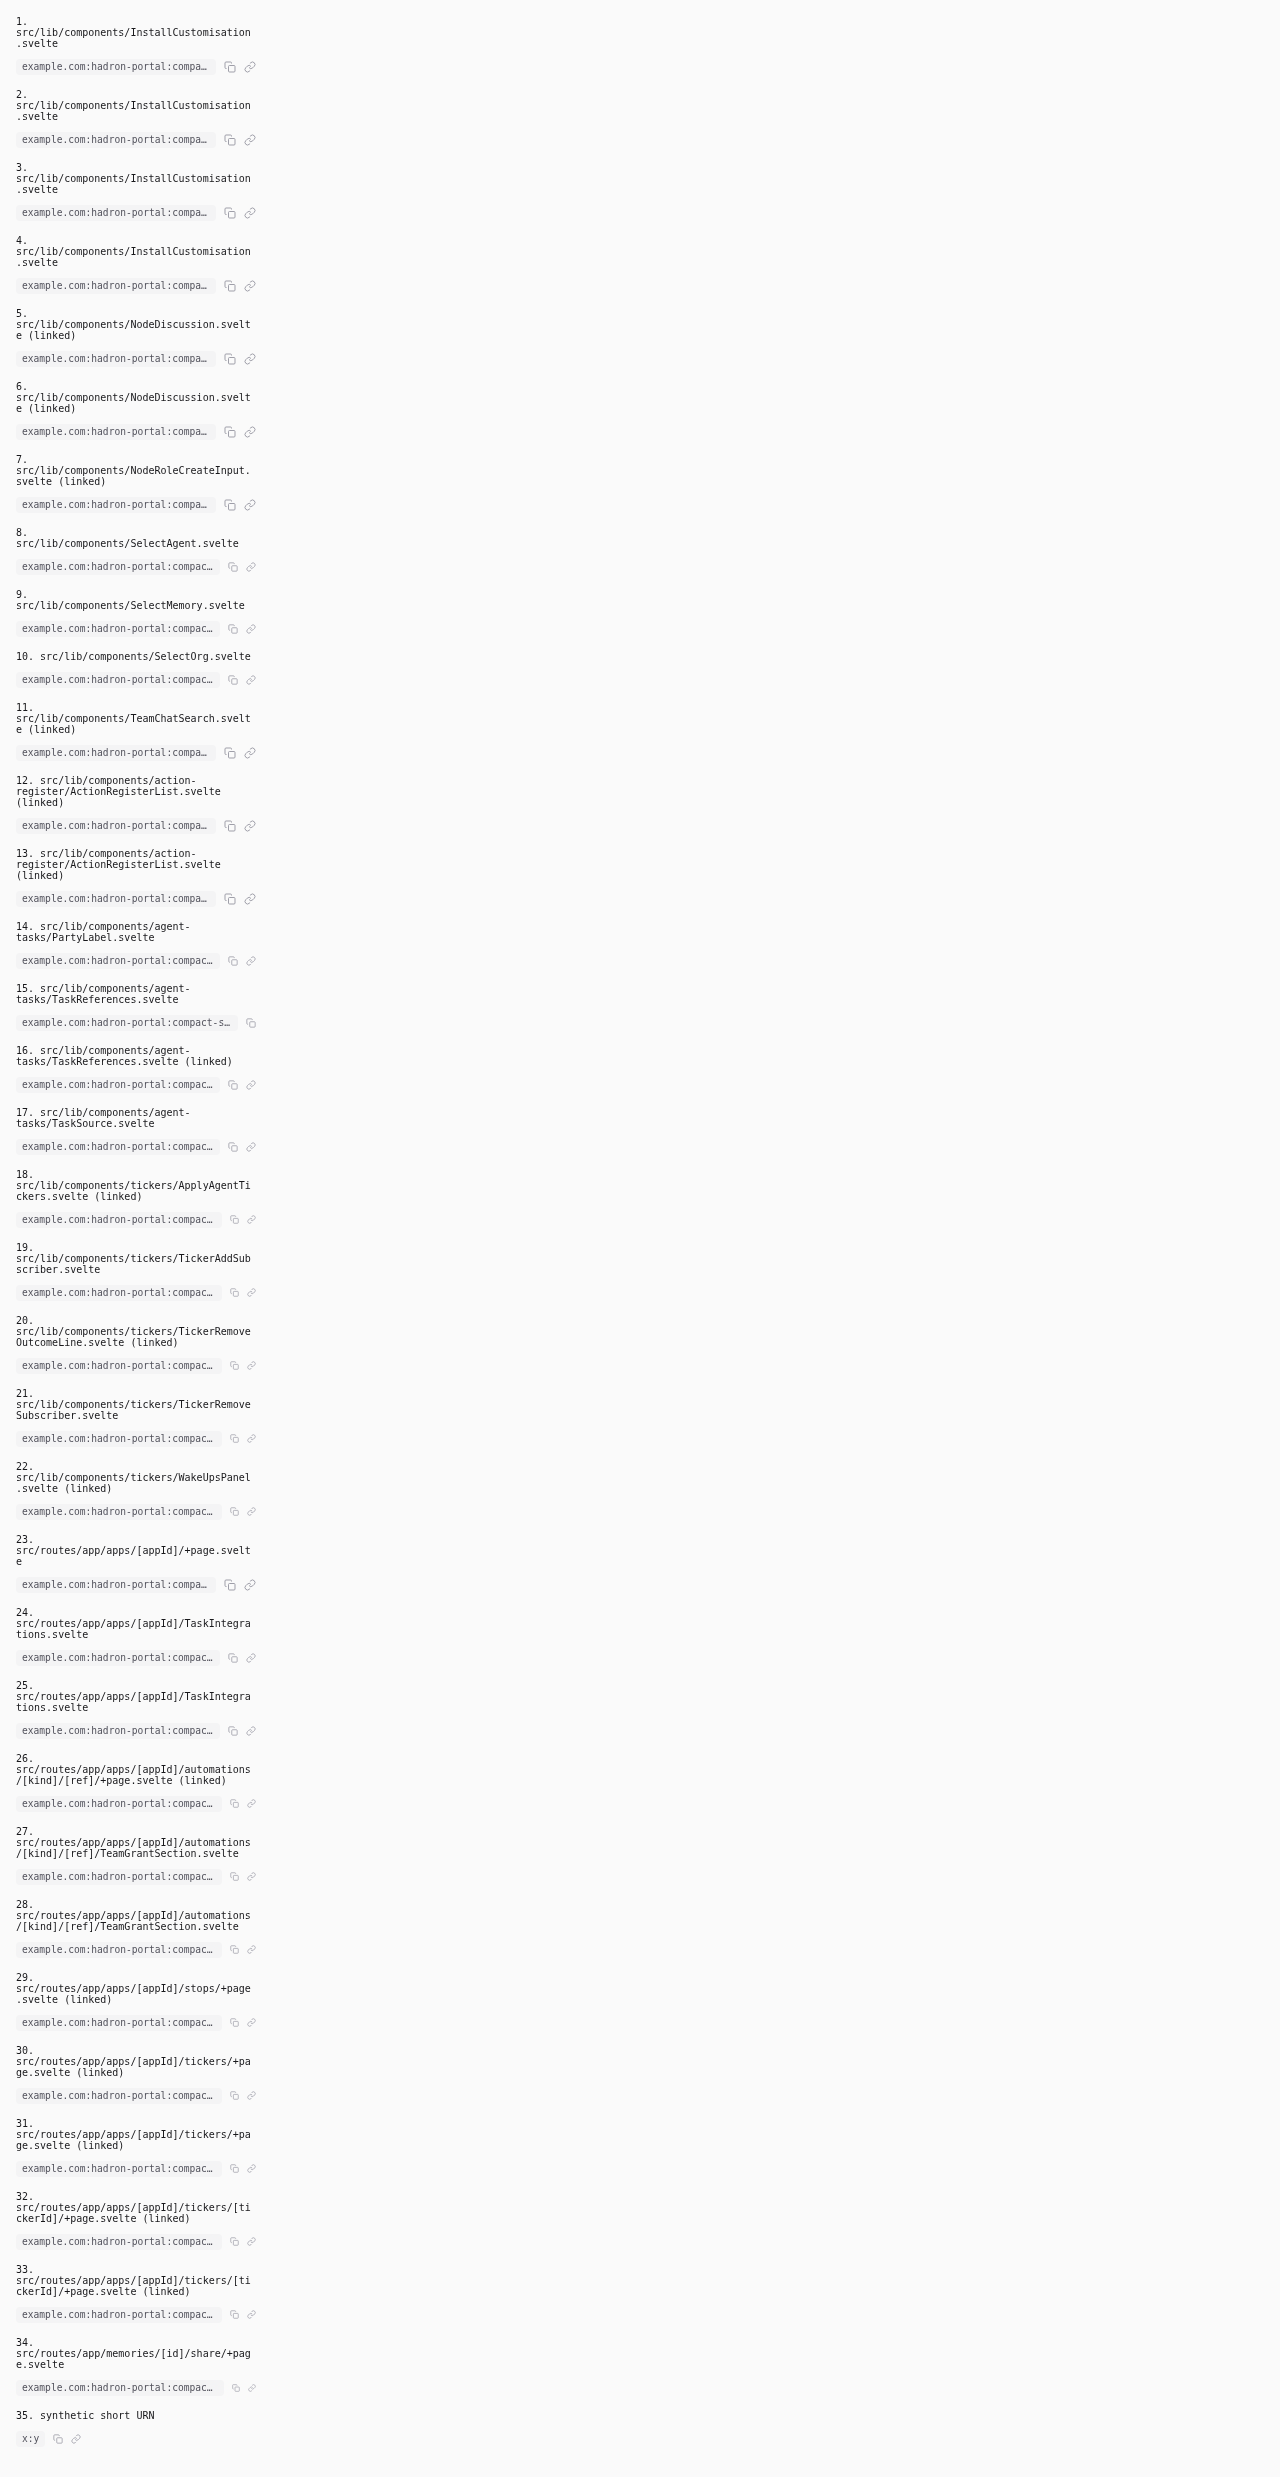 1.
src/lib/components/InstallCustomisation
.svelte
example.com:hadron-portal:compa…
2.
src/lib/components/InstallCustomisation
.svelte
example.com:hadron-portal:compa…
3.
src/lib/components/InstallCustomisation
.svelte
example.com:hadron-portal:compa…
4.
src/lib/components/InstallCustomisation
.svelte
example.com:hadron-portal:compa…
5.
src/lib/components/NodeDiscussion.svelt
e (linked)
example.com:hadron-portal:compa…
6.
src/lib/components/NodeDiscussion.svelt
e (linked)
example.com:hadron-portal:compa…
7.
src/lib/components/NodeRoleCreateInput.
svelte (linked)
example.com:hadron-portal:compa…
8.
src/lib/components/SelectAgent.svelte
example.com:hadron-portal:compac…
9.
src/lib/components/SelectMemory.svelte
example.com:hadron-portal:compac…
10. src/lib/components/SelectOrg.svelte
example.com:hadron-portal:compac…
11.
src/lib/components/TeamChatSearch.svelt
e (linked)
example.com:hadron-portal:compa…
12. src/lib/components/action-
register/ActionRegisterList.svelte
(linked)
example.com:hadron-portal:compa…
13. src/lib/components/action-
register/ActionRegisterList.svelte
(linked)
example.com:hadron-portal:compa…
14. src/lib/components/agent-
tasks/PartyLabel.svelte
example.com:hadron-portal:compac…
15. src/lib/components/agent-
tasks/TaskReferences.svelte
example.com:hadron-portal:compact-s…
16. src/lib/components/agent-
tasks/TaskReferences.svelte (linked)
example.com:hadron-portal:compac…
17. src/lib/components/agent-
tasks/TaskSource.svelte
example.com:hadron-portal:compac…
18.
src/lib/components/tickers/ApplyAgentTi
ckers.svelte (linked)
example.com:hadron-portal:compac…
19.
src/lib/components/tickers/TickerAddSub
scriber.svelte
example.com:hadron-portal:compac…
20.
src/lib/components/tickers/TickerRemove
OutcomeLine.svelte (linked)
example.com:hadron-portal:compac…
21.
src/lib/components/tickers/TickerRemove
Subscriber.svelte
example.com:hadron-portal:compac…
22.
src/lib/components/tickers/WakeUpsPanel
.svelte (linked)
example.com:hadron-portal:compac…
23.
src/routes/app/apps/[appId]/+page.svelt
e
example.com:hadron-portal:compa…
24.
src/routes/app/apps/[appId]/TaskIntegra
tions.svelte
example.com:hadron-portal:compac…
25.
src/routes/app/apps/[appId]/TaskIntegra
tions.svelte
example.com:hadron-portal:compac…
26.
src/routes/app/apps/[appId]/automations
/[kind]/[ref]/+page.svelte (linked)
example.com:hadron-portal:compac…
27.
src/routes/app/apps/[appId]/automations
/[kind]/[ref]/TeamGrantSection.svelte
example.com:hadron-portal:compac…
28.
src/routes/app/apps/[appId]/automations
/[kind]/[ref]/TeamGrantSection.svelte
example.com:hadron-portal:compac…
29.
src/routes/app/apps/[appId]/stops/+page
.svelte (linked)
example.com:hadron-portal:compac…
30.
src/routes/app/apps/[appId]/tickers/+pa
ge.svelte (linked)
example.com:hadron-portal:compac…
31.
src/routes/app/apps/[appId]/tickers/+pa
ge.svelte (linked)
example.com:hadron-portal:compac…
32.
src/routes/app/apps/[appId]/tickers/[ti
ckerId]/+page.svelte (linked)
example.com:hadron-portal:compac…
33.
src/routes/app/apps/[appId]/tickers/[ti
ckerId]/+page.svelte (linked)
example.com:hadron-portal:compac…
34.
src/routes/app/memories/[id]/share/+pag
e.svelte
example.com:hadron-portal:compac…
35. synthetic short URN
x:y